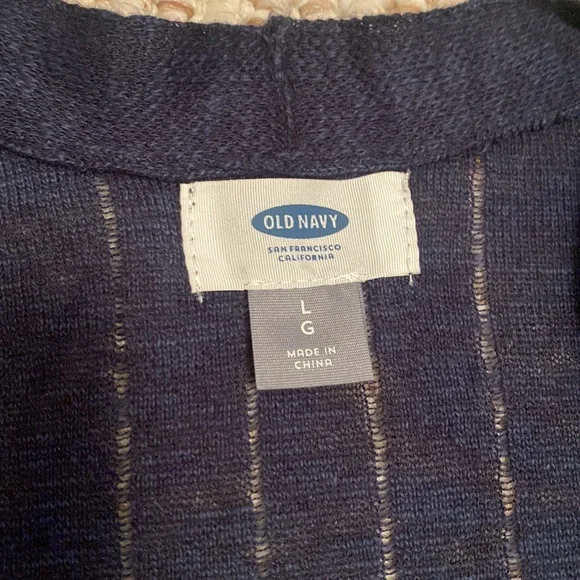 OLD NAVY
SAN FRANCISCO
CALIFORNIA
L
G
MADE IN
CHINA